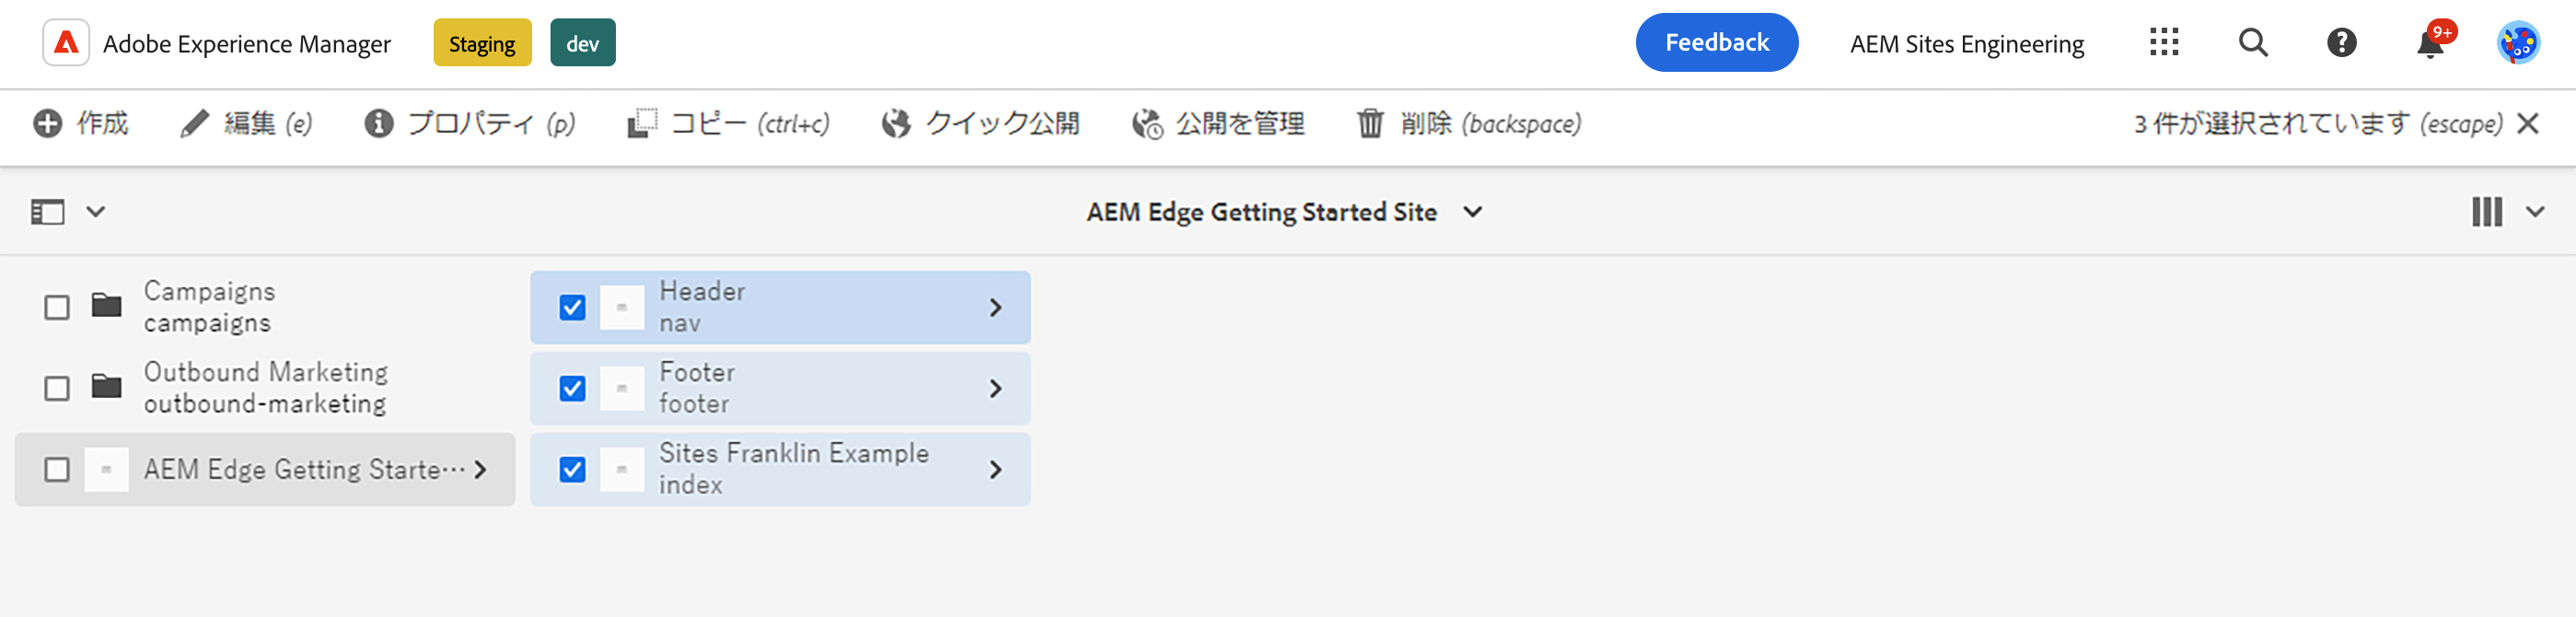 Adobe Experience Manager Staging dev Feedback AEM Sites Engineering 9+
作成 編集 (e) プロパティ (p) コピー (ctrl+c) クイック公開 公開を管理 削除 (backspace) 3 件が選択されています (escape)
AEM Edge Getting Started Site
Campaigns
campaigns
Outbound Marketing
outbound-marketing
AEM Edge Getting Starte…
Header
nav
Footer
footer
Sites Franklin Example
index